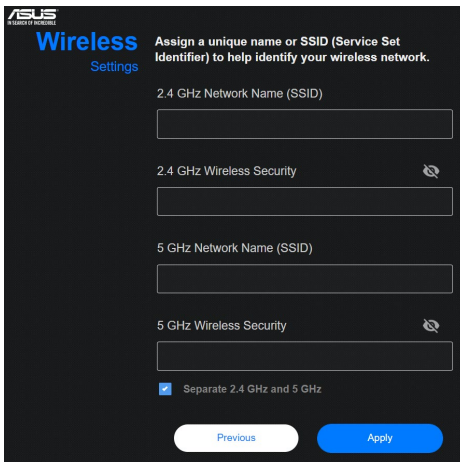 ASUS
IN SEARCH OF INCREDIBLE
Wireless
Settings
Assign a unique name or SSID (Service Set
Identifier) to help identify your wireless network.
2.4 GHz Network Name (SSID)
2.4 GHz Wireless Security
5 GHz Network Name (SSID)
5 GHz Wireless Security
Separate 2.4 GHz and 5 GHz
Previous
Apply